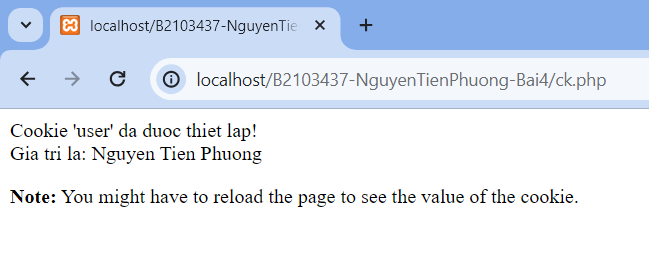 localhost/B2103437-NguyenTie
localhost/B2103437-NguyenTienPhuong-Bai4/ck.php
Cookie 'user' da duoc thiet lap!
Gia tri la: Nguyen Tien Phuong
Note: You might have to reload the page to see the value of the cookie.